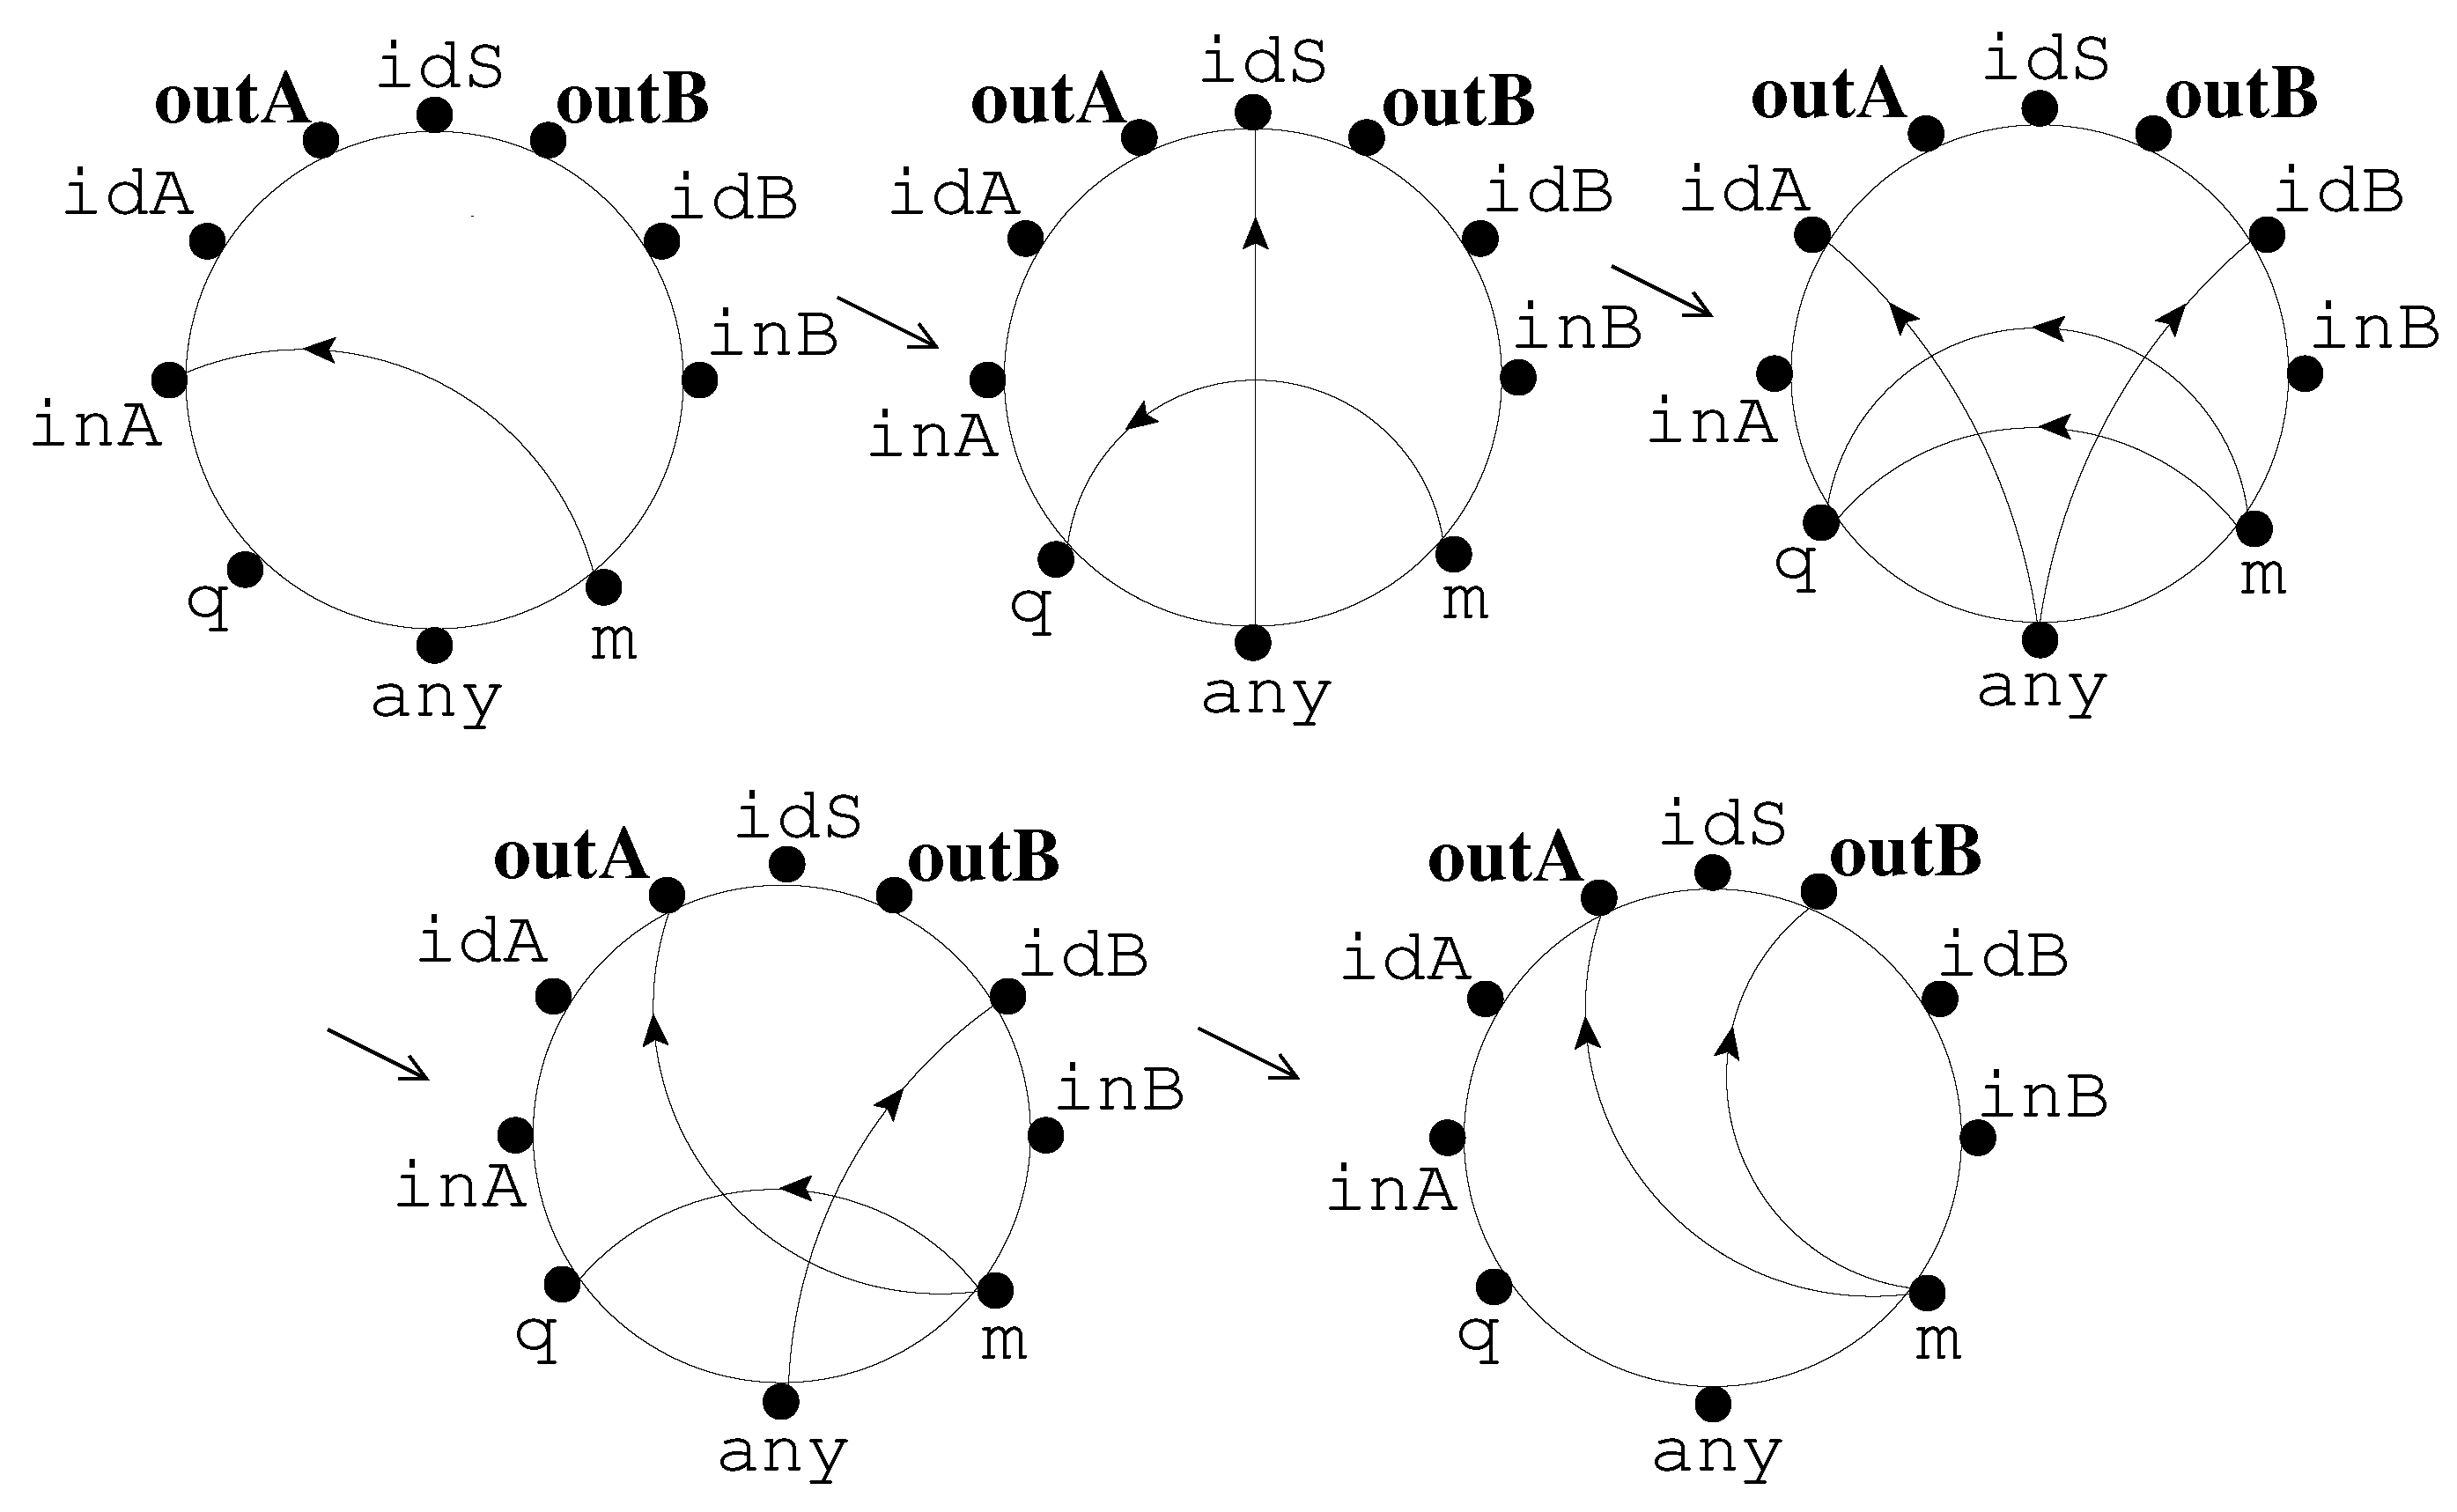 idS
outA outB
idA idB
inB
inA
q m
any
idS
outA outB
idA idB
inB
inA
q m
any
idS
outA outB
idA idB
inB
inA
q m
any
idS
outA outB
idA idB
inB
inA
q m
any
idS
outA outB
idA idB
inB
inA
q m
any